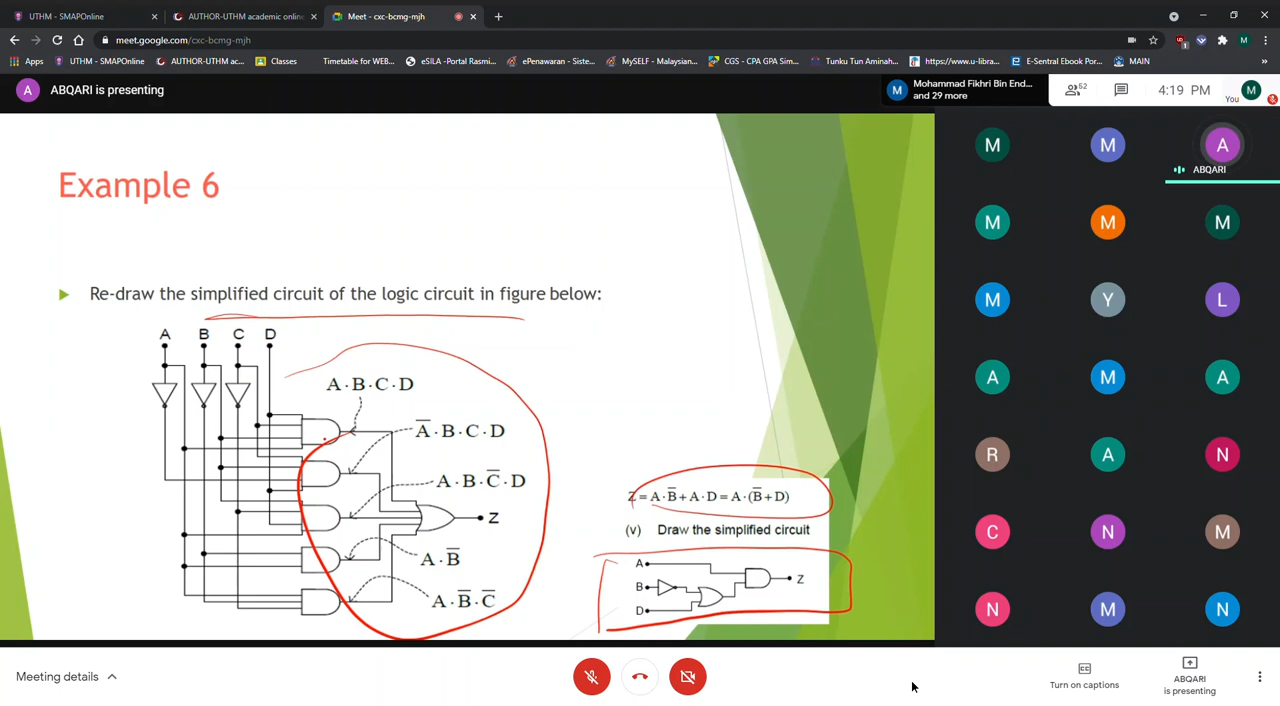 UTHM - SMAPOnline
AUTHOR-UTHM academic online
Meet - cxc-bcmg-mjh
meet.google.com/cxc-bcmg-mjh
Apps
UTHM - SMAPOnline
AUTHOR-UTHM ac...
Classes
Timetable for WEB...
eSILA -Portal Rasmi...
ePenawaran - Siste...
MySELF - Malaysian...
CGS - CPA GPA Sim...
Tunku Tun Aminah...
https://www.u-libra...
E-Sentral Ebook Por...
MAIN
A
ABQARI is presenting
M
Mohammad Fikhri Bin End...
and 29 more
52
4:19 PM
You
M
Example 6
Re-draw the simplified circuit of the logic circuit in figure below:
A B C D
A·B·C·D
A̅·B·C·D
A·B·C̅·D
Z
A·B̅
A·B̅·C̅
Z = A·B̅ + A·D = A·(B̅ + D)
(v) Draw the simplified circuit
A
B
D
Z
M M A
ABQARI
M M M
M Y L
A M A
R A N
C N M
N M N
Meeting details
Turn on captions
ABQARI
is presenting